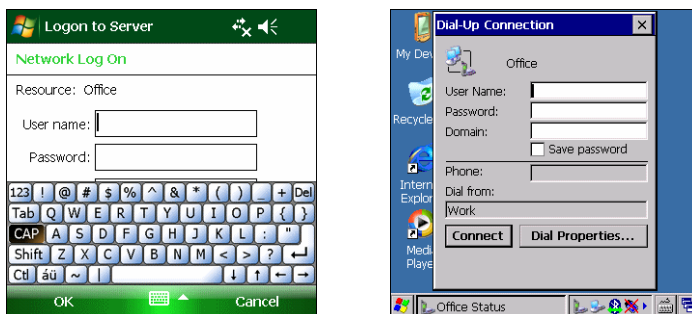 Logon to Server
Network Log On
Resource: Office
User name:
Password:
123 ! @ # $ % ^ & * ( ) _ + Del
Tab Q W E R T Y U I O P { }
CAP A S D F G H J K L : "
Shift Z X C V B N M < > ?
Ctl áü ~ |
OK
Cancel
Dial-Up Connection
My Dev
Office
User Name:
Password:
Recycle
Domain:
Save password
Phone:
Intern
Explor
Dial from:
Work
Connect
Dial Properties...
Medi
Playe
Office Status